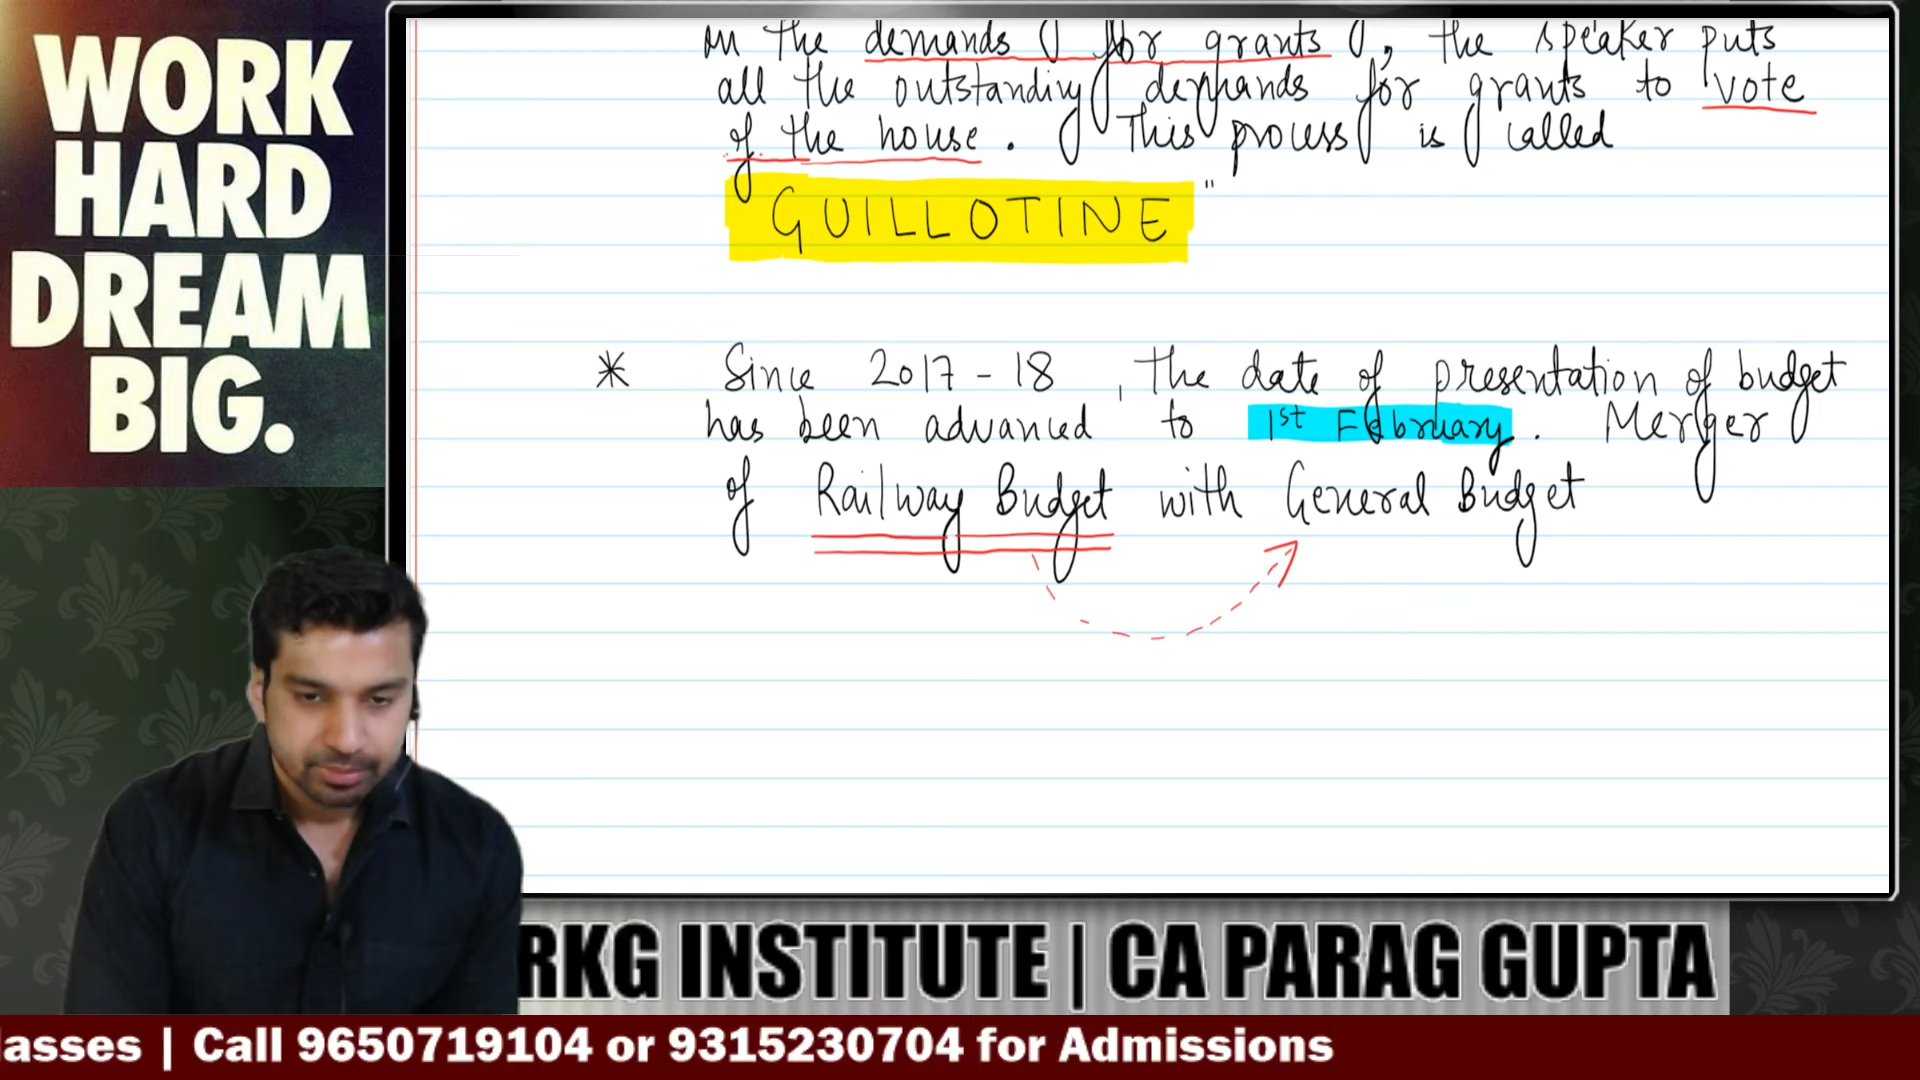 WORK
HARD
DREAM
BIG.
on the demands for grants, the speaker puts
all the outstanding demands for grants to vote
of the house. This process is called
GUILLOTINE"
* Since 2017-18, the date of presentation of budget
has been advanced to 1st February. Merger
of Railway Budget with General Budget
RKG INSTITUTE | CA PARAG GUPTA
lasses | Call 9650719104 or 9315230704 for Admissions